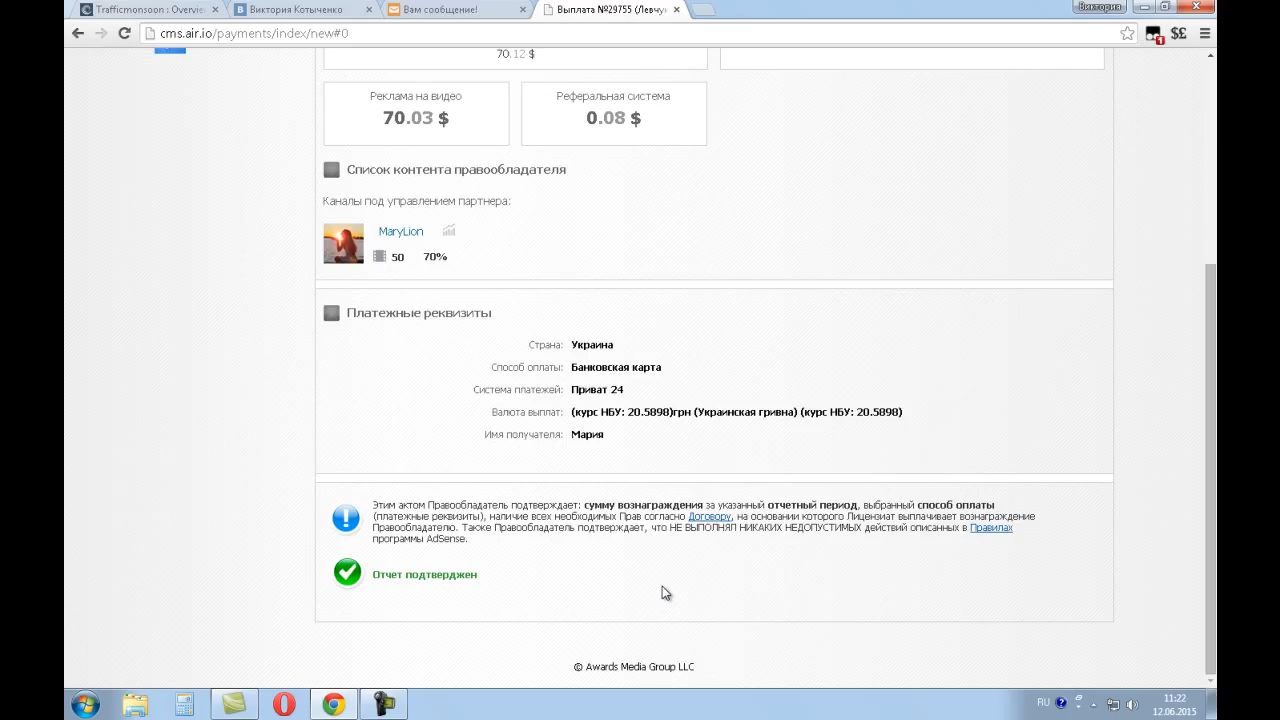 Trafficmonsoon : Overvie
Виктория Котыченко
Вам сообщение!
Выплата №29755 (Левчу
Виктория
cms.air.io/payments/index/new#0
1
$£
70.12 $
Реклама на видео
Реферальная система
70.03 $
0.08 $
Список контента правообладателя
Каналы под управлением партнера:
MaryLion
50 70%
Платежные реквизиты
Страна: Украина
Способ оплаты: Банковская карта
Система платежей: Приват 24
Валюта выплат: (курс НБУ: 20.5898)грн (Украинская гривна) (курс НБУ: 20.5898)
Имя получателя: Мария
Этим актом Правообладатель подтверждает: сумму вознаграждения за указанный отчетный период, выбранный способ оплаты
(платежные реквизиты), наличие всех необходимых Прав согласно Договору, на основании которого Лицензиат выплачивает вознаграждение
Правообладателю. Также Правообладатель подтверждает, что НЕ ВЫПОЛНЯЛ НИКАКИХ НЕДОПУСТИМЫХ действий описанных в Правилах
программы AdSense.
Отчет подтвержден
© Awards Media Group LLC
RU
11:22
12.06.2015